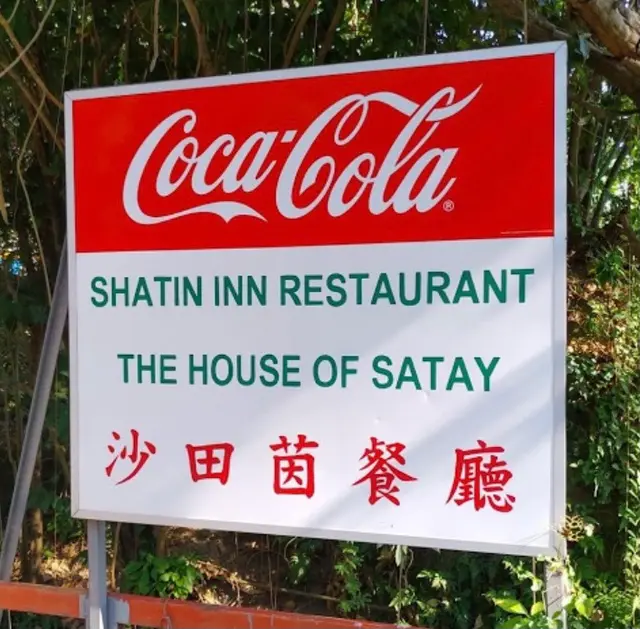 Coca-Cola®
SHATIN INN RESTAURANT
THE HOUSE OF SATAY
沙田茵餐廳